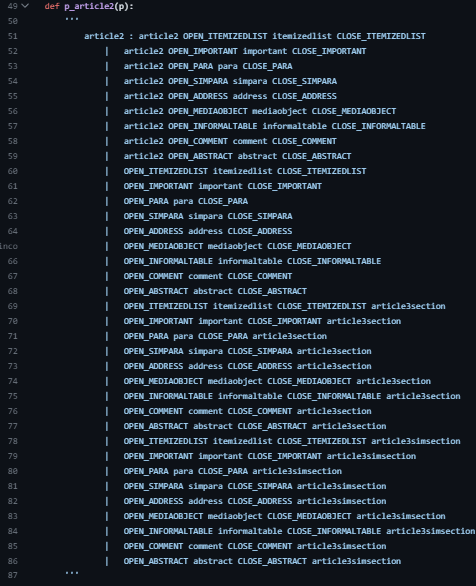 49 def p_article2(p):
50 '''
51 article2 : article2 OPEN_ITEMIZEDLIST itemizedlist CLOSE_ITEMIZEDLIST
52 | article2 OPEN_IMPORTANT important CLOSE_IMPORTANT
53 | article2 OPEN_PARA para CLOSE_PARA
54 | article2 OPEN_SIMPARA simpara CLOSE_SIMPARA
55 | article2 OPEN_ADDRESS address CLOSE_ADDRESS
56 | article2 OPEN_MEDIAOBJECT mediaobject CLOSE_MEDIAOBJECT
57 | article2 OPEN_INFORMALTABLE informaltable CLOSE_INFORMALTABLE
58 | article2 OPEN_COMMENT comment CLOSE_COMMENT
59 | article2 OPEN_ABSTRACT abstract CLOSE_ABSTRACT
60 | OPEN_ITEMIZEDLIST itemizedlist CLOSE_ITEMIZEDLIST
61 | OPEN_IMPORTANT important CLOSE_IMPORTANT
62 | OPEN_PARA para CLOSE_PARA
63 | OPEN_SIMPARA simpara CLOSE_SIMPARA
64 | OPEN_ADDRESS address CLOSE_ADDRESS
inco | OPEN_MEDIAOBJECT mediaobject CLOSE_MEDIAOBJECT
66 | OPEN_INFORMALTABLE informaltable CLOSE_INFORMALTABLE
67 | OPEN_COMMENT comment CLOSE_COMMENT
68 | OPEN_ABSTRACT abstract CLOSE_ABSTRACT
69 | OPEN_ITEMIZEDLIST itemizedlist CLOSE_ITEMIZEDLIST article3section
70 | OPEN_IMPORTANT important CLOSE_IMPORTANT article3section
71 | OPEN_PARA para CLOSE_PARA article3section
72 | OPEN_SIMPARA simpara CLOSE_SIMPARA article3section
73 | OPEN_ADDRESS address CLOSE_ADDRESS article3section
74 | OPEN_MEDIAOBJECT mediaobject CLOSE_MEDIAOBJECT article3section
75 | OPEN_INFORMALTABLE informaltable CLOSE_INFORMALTABLE article3section
76 | OPEN_COMMENT comment CLOSE_COMMENT article3section
77 | OPEN_ABSTRACT abstract CLOSE_ABSTRACT article3section
78 | OPEN_ITEMIZEDLIST itemizedlist CLOSE_ITEMIZEDLIST article3simsection
79 | OPEN_IMPORTANT important CLOSE_IMPORTANT article3simsection
80 | OPEN_PARA para CLOSE_PARA article3simsection
81 | OPEN_SIMPARA simpara CLOSE_SIMPARA article3simsection
82 | OPEN_ADDRESS address CLOSE_ADDRESS article3simsection
83 | OPEN_MEDIAOBJECT mediaobject CLOSE_MEDIAOBJECT article3simsection
84 | OPEN_INFORMALTABLE informaltable CLOSE_INFORMALTABLE article3simsection
85 | OPEN_COMMENT comment CLOSE_COMMENT article3simsection
86 | OPEN_ABSTRACT abstract CLOSE_ABSTRACT article3simsection
87 '''